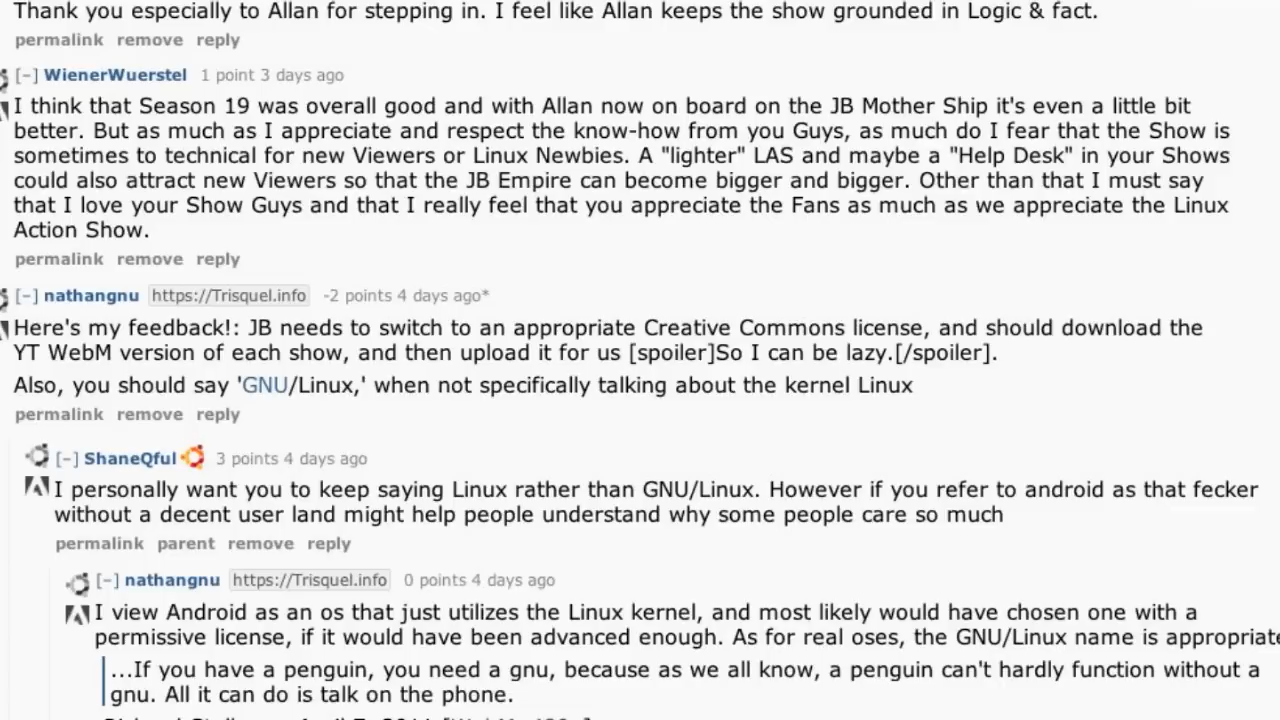 Thank you especially to Allan for stepping in. I feel like Allan keeps the show grounded in Logic & fact.
permalink remove reply
[–] WienerWuerstel 1 point 3 days ago
I think that Season 19 was overall good and with Allan now on board on the JB Mother Ship it's even a little bit
better. But as much as I appreciate and respect the know-how from you Guys, as much do I fear that the Show is
sometimes to technical for new Viewers or Linux Newbies. A "lighter" LAS and maybe a "Help Desk" in your Shows
could also attract new Viewers so that the JB Empire can become bigger and bigger. Other than that I must say
that I love your Show Guys and that I really feel that you appreciate the Fans as much as we appreciate the Linux
Action Show.
permalink remove reply
[–] nathangnu https://Trisquel.info -2 points 4 days ago*
Here's my feedback!: JB needs to switch to an appropriate Creative Commons license, and should download the
YT WebM version of each show, and then upload it for us [spoiler]So I can be lazy.[/spoiler].
Also, you should say 'GNU/Linux,' when not specifically talking about the kernel Linux
permalink remove reply
[–] ShaneQful 3 points 4 days ago
I personally want you to keep saying Linux rather than GNU/Linux. However if you refer to android as that fecker
without a decent user land might help people understand why some people care so much
permalink parent remove reply
[–] nathangnu https://Trisquel.info 0 points 4 days ago
I view Android as an os that just utilizes the Linux kernel, and most likely would have chosen one with a
permissive license, if it would have been advanced enough. As for real oses, the GNU/Linux name is appropriate
...If you have a penguin, you need a gnu, because as we all know, a penguin can't hardly function without a
gnu. All it can do is talk on the phone.